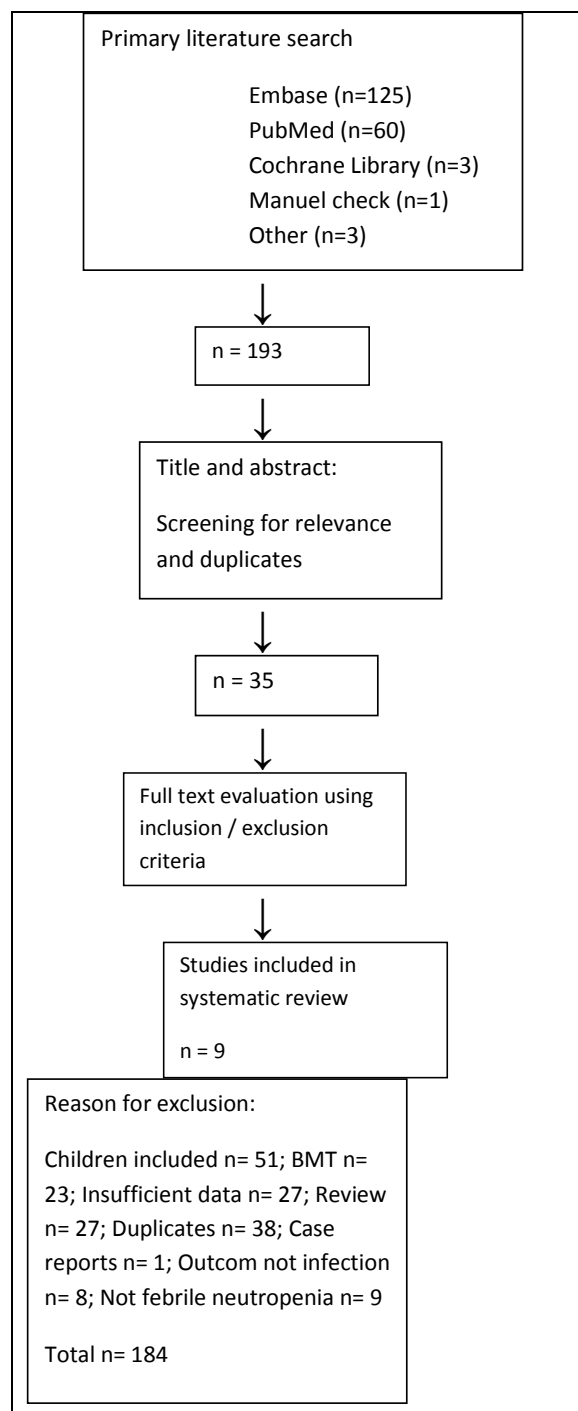 Primary literature search
Embase (n=125)
PubMed (n=60)
Cochrane Library (n=3)
Manuel check (n=1)
Other (n=3)
n = 193
Title and abstract:
Screening for relevance
and duplicates
n = 35
Full text evaluation using
inclusion / exclusion
criteria
Studies included in
systematic review
n = 9
Reason for exclusion:
Children included n= 51; BMT n=
23; Insufficient data n= 27; Review
n= 27; Duplicates n= 38; Case
reports n= 1; Outcom not infection
n= 8; Not febrile neutropenia n= 9
Total n= 184